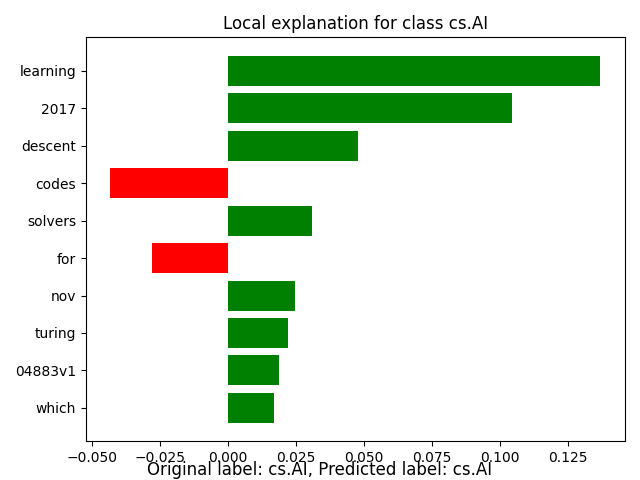 Local explanation for class cs.AI
learning
2017
descent
codes
solvers
for
nov
turing
04883v1
which
−0.050 −0.025 0.000 0.025 0.050 0.075 0.100 0.125
Original label: cs.AI, Predicted label: cs.AI